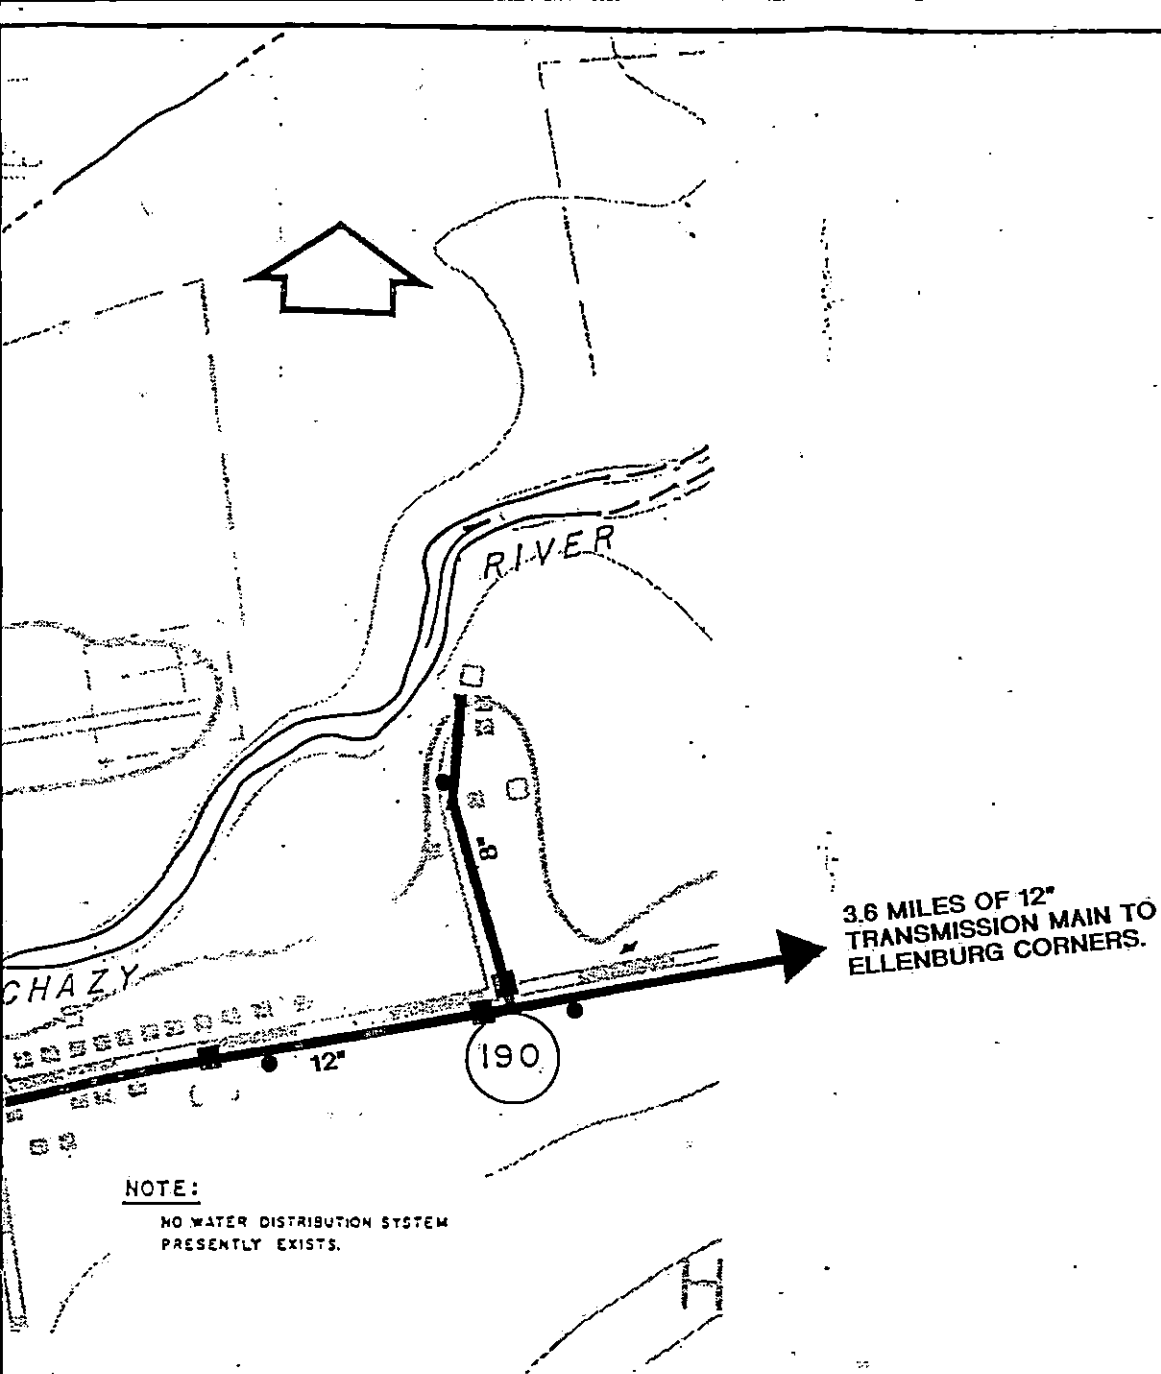 RIVER
8"
3.6 MILES OF 12"
TRANSMISSION MAIN TO
ELLENBURG CORNERS.
CHAZY
190
12"
NOTE:
NO WATER DISTRIBUTION SYSTEM
PRESENTLY EXISTS.
H